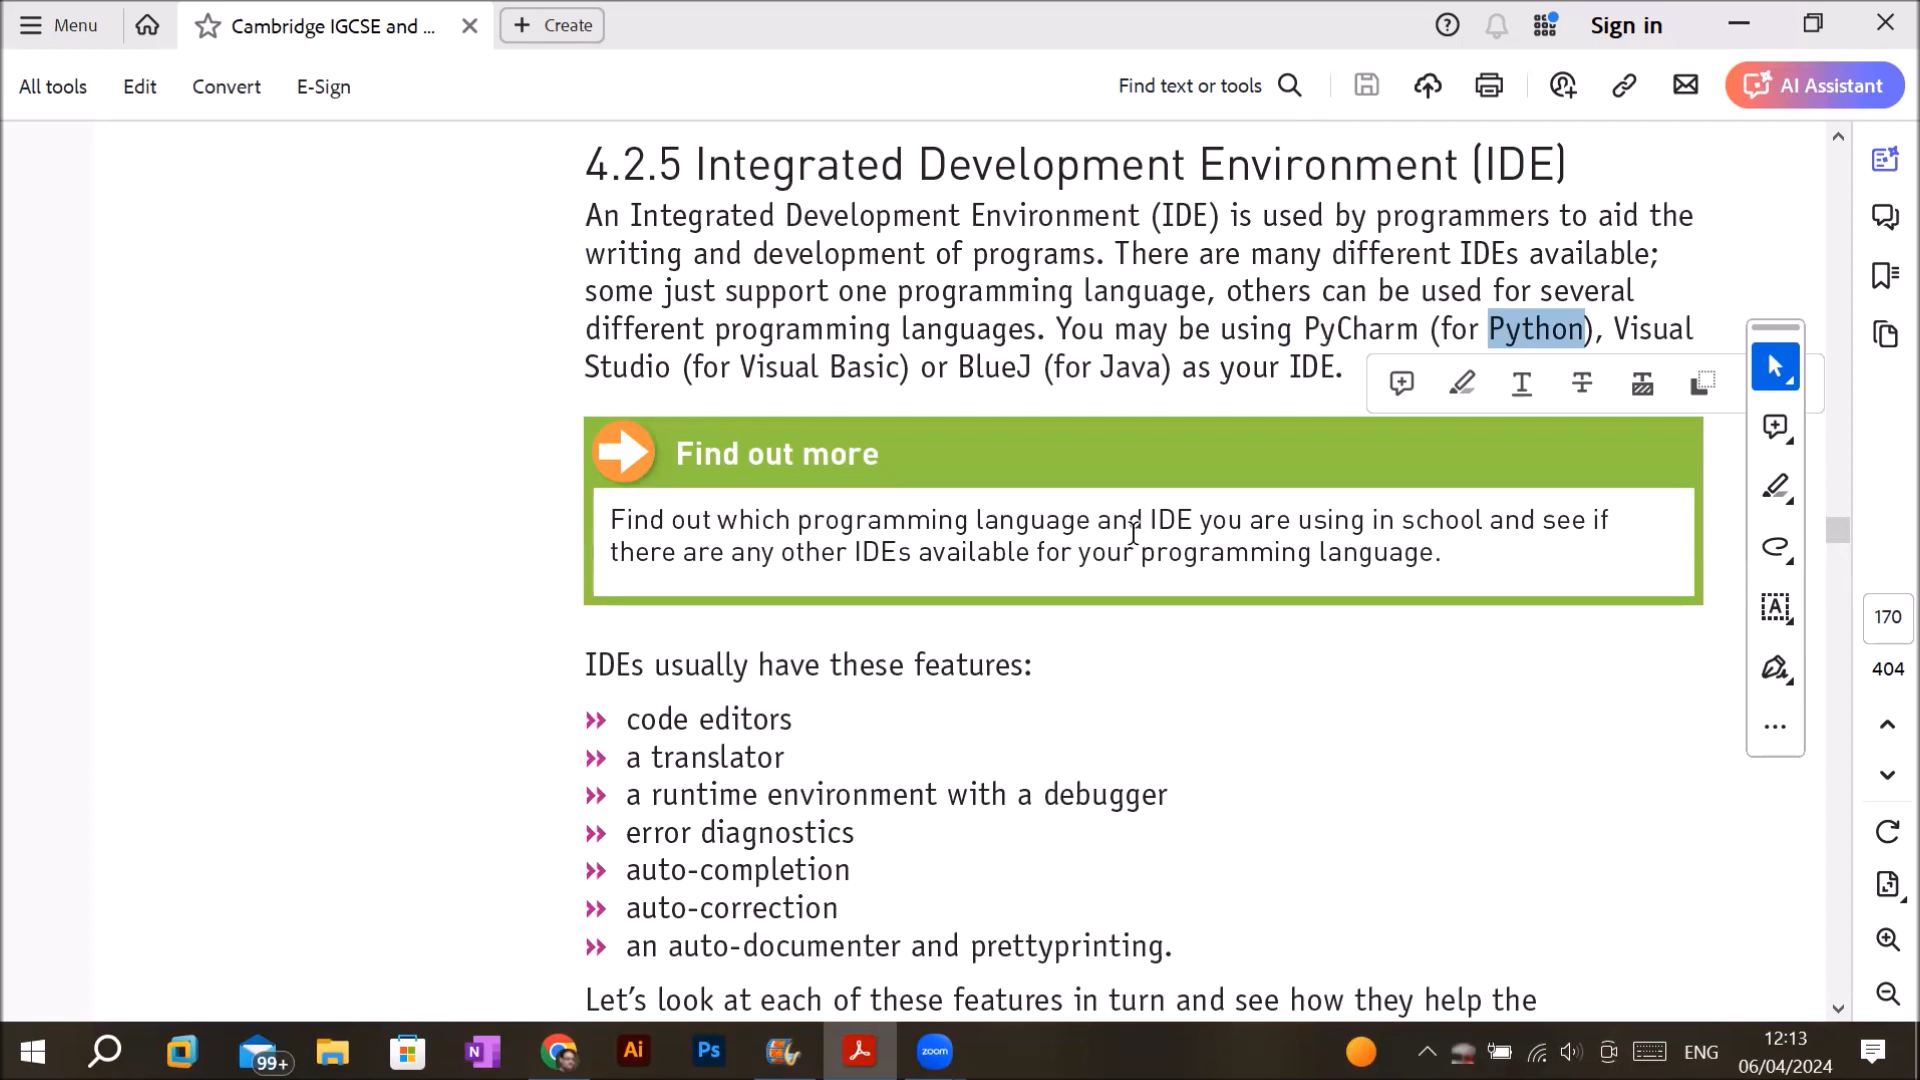 Menu
Cambridge IGCSE and ...
Create
Sign in
All tools
Edit
Convert
E-Sign
Find text or tools
AI Assistant
4.2.5 Integrated Development Environment (IDE)
An Integrated Development Environment (IDE) is used by programmers to aid the
writing and development of programs. There are many different IDEs available;
some just support one programming language, others can be used for several
different programming languages. You may be using PyCharm (for Python), Visual
Studio (for Visual Basic) or BlueJ (for Java) as your IDE.
Find out more
Find out which programming language and IDE you are using in school and see if
there are any other IDEs available for your programming language.
IDEs usually have these features:
» code editors
» a translator
» a runtime environment with a debugger
» error diagnostics
» auto-completion
» auto-correction
» an auto-documenter and prettyprinting.
Let's look at each of these features in turn and see how they help the
170
404
99+
N
Ai
Ps
zoom
ENG
12:13
06/04/2024